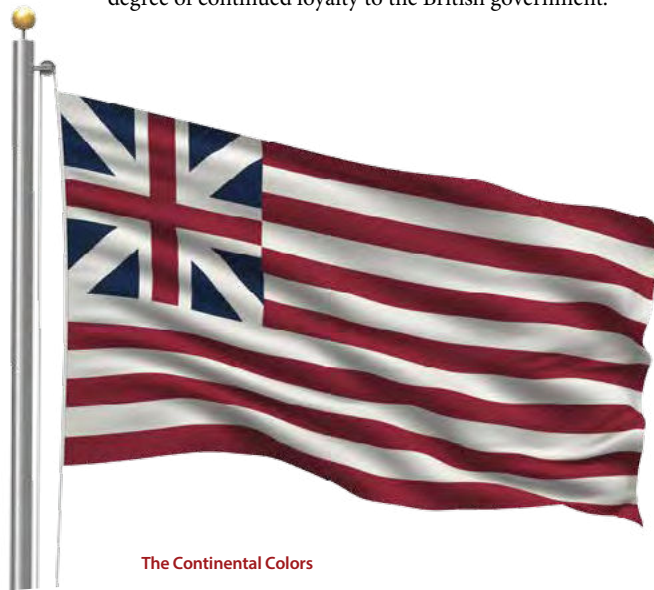 degree of continued loyalty to the British government.
The Continental Colors